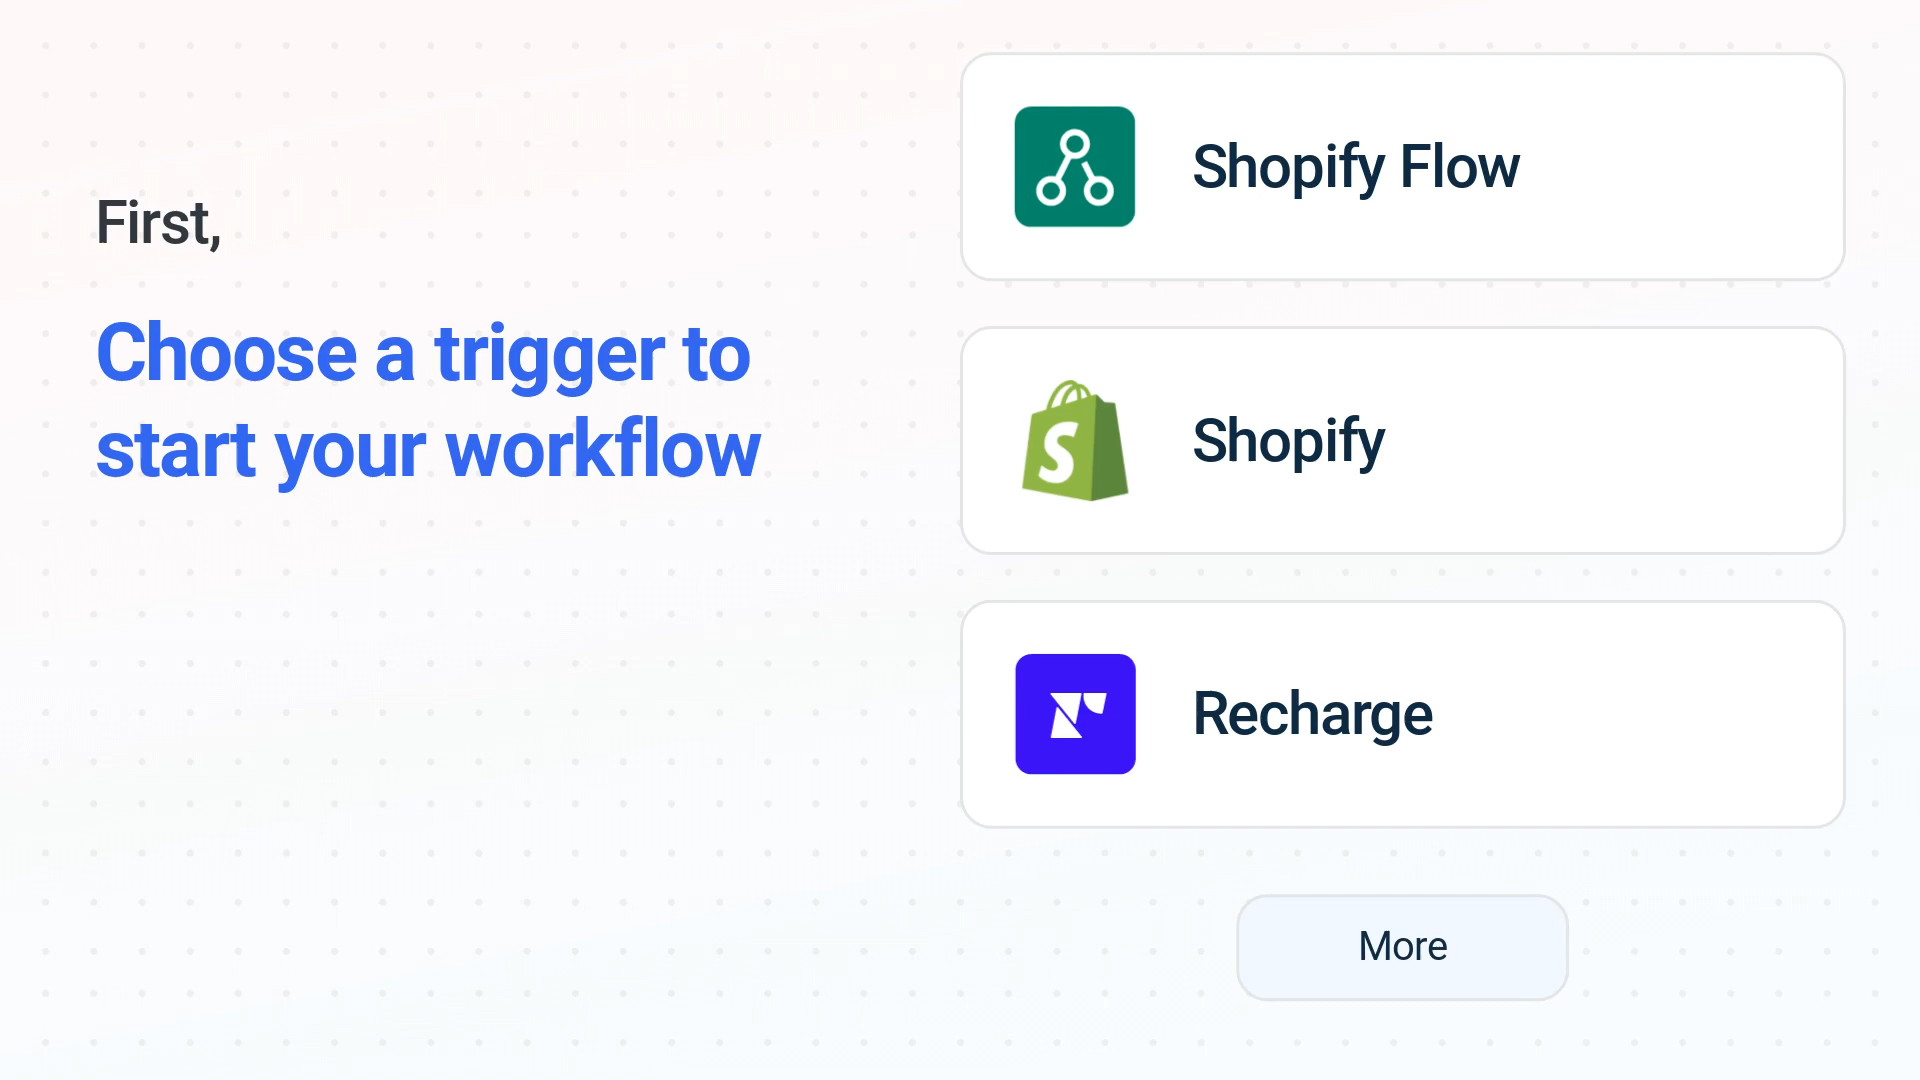 First,
Choose a trigger to
start your workflow
Shopify Flow
Shopify
Recharge
More